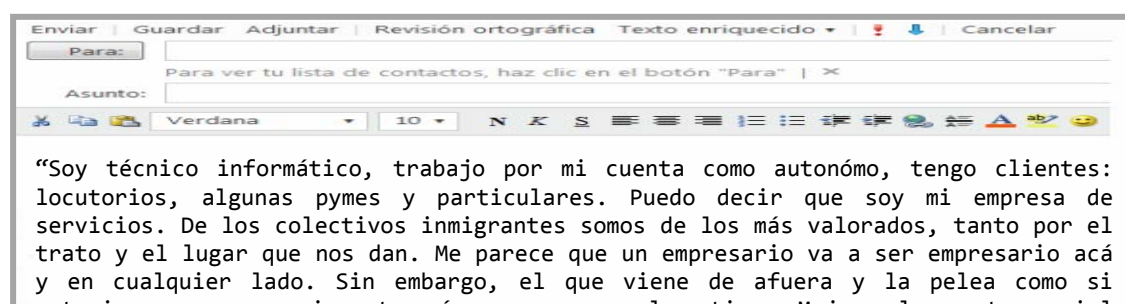 Enviar Guardar Adjuntar Revisión ortográfica Texto enriquecido Cancelar
Para:
Para ver tu lista de contactos, haz clic en el botón "Para" | ×
Asunto:
Verdana 10 N K S
“Soy técnico informático, trabajo por mi cuenta como autonómo, tengo clientes:
locutorios, algunas pymes y particulares. Puedo decir que soy mi empresa de
servicios. De los colectivos inmigrantes somos de los más valorados, tanto por el
trato y el lugar que nos dan. Me parece que un empresario va a ser empresario acá
y en cualquier lado. Sin embargo, el que viene de afuera y la pelea como si